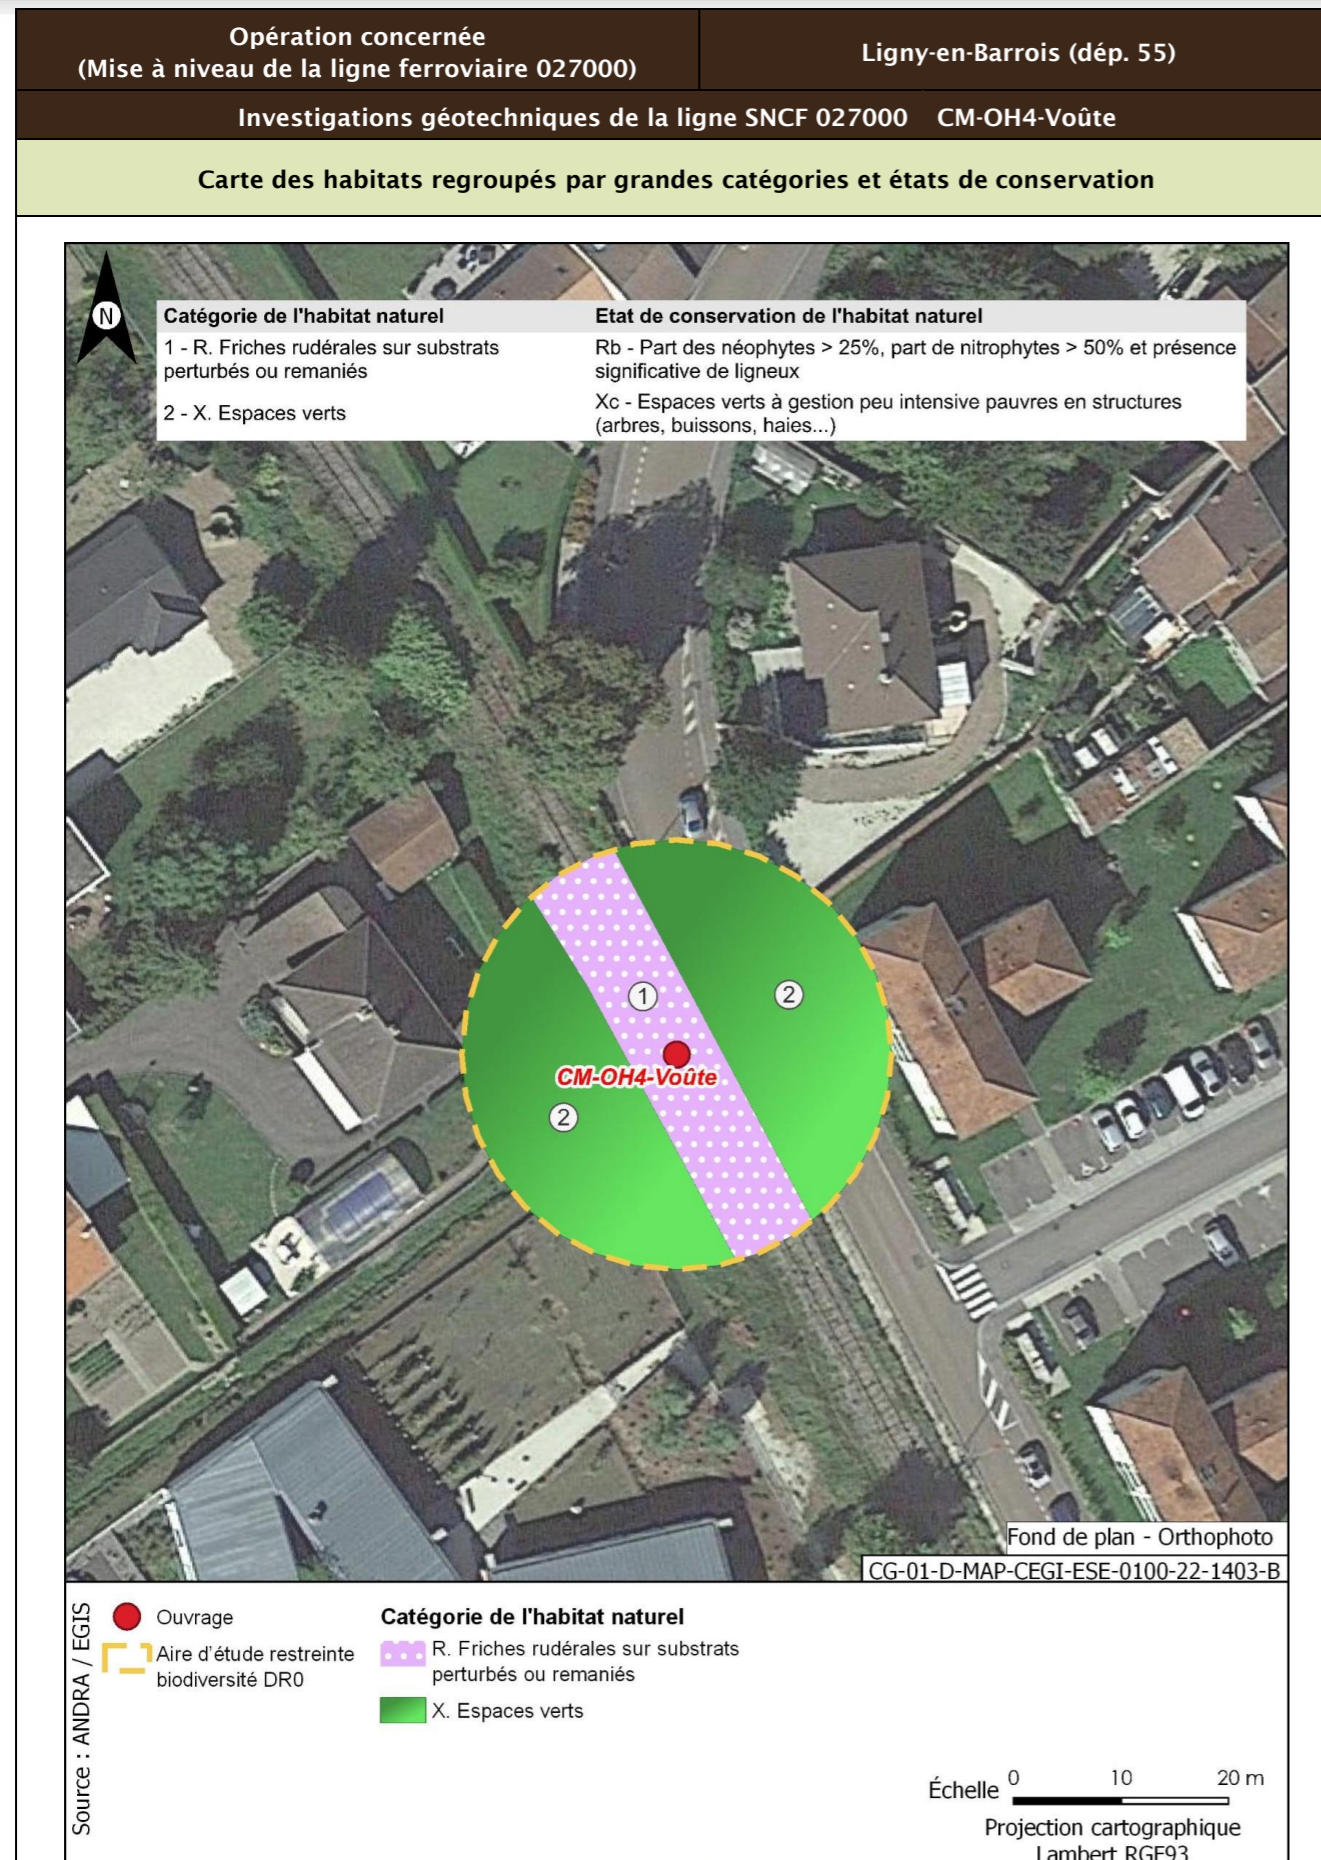 Opération concernée
(Mise à niveau de la ligne ferroviaire 027000)
Ligny-en-Barrois (dép. 55)
Investigations géotechniques de la ligne SNCF 027000 CM-OH4-Voûte
Carte des habitats regroupés par grandes catégories et états de conservation
N
Catégorie de l'habitat naturel
Etat de conservation de l'habitat naturel
1 - R. Friches rudérales sur substrats
perturbés ou remaniés
Rb - Part des néophytes > 25%, part de nitrophytes > 50% et présence
significative de ligneux
2 - X. Espaces verts
Xc - Espaces verts à gestion peu intensive pauvres en structures
(arbres, buissons, haies...)
1
2
CM-OH4-Voûte
2
Fond de plan - Orthophoto
CG-01-D-MAP-CEGI-ESE-0100-22-1403-B
Source : ANDRA / EGIS
Ouvrage
Aire d'étude restreinte
biodiversité DR0
Catégorie de l'habitat naturel
R. Friches rudérales sur substrats
perturbés ou remaniés
X. Espaces verts
Échelle 0 10 20 m
Projection cartographique
Lambert RGF93